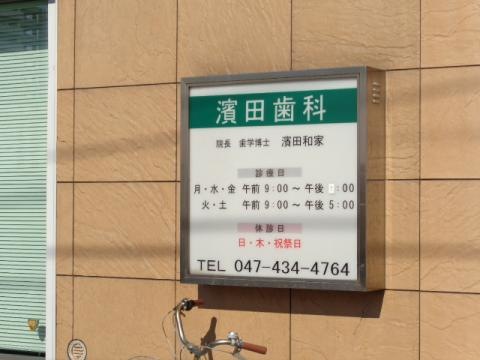 濱田歯科
院長 歯学博士 濱田和家
診療日
月・水・金 午前 9:00 〜 午後 :00
火・土 午前 9:00 〜 午後 5:00
休診日
日・木・祝祭日
TEL 047-434-4764